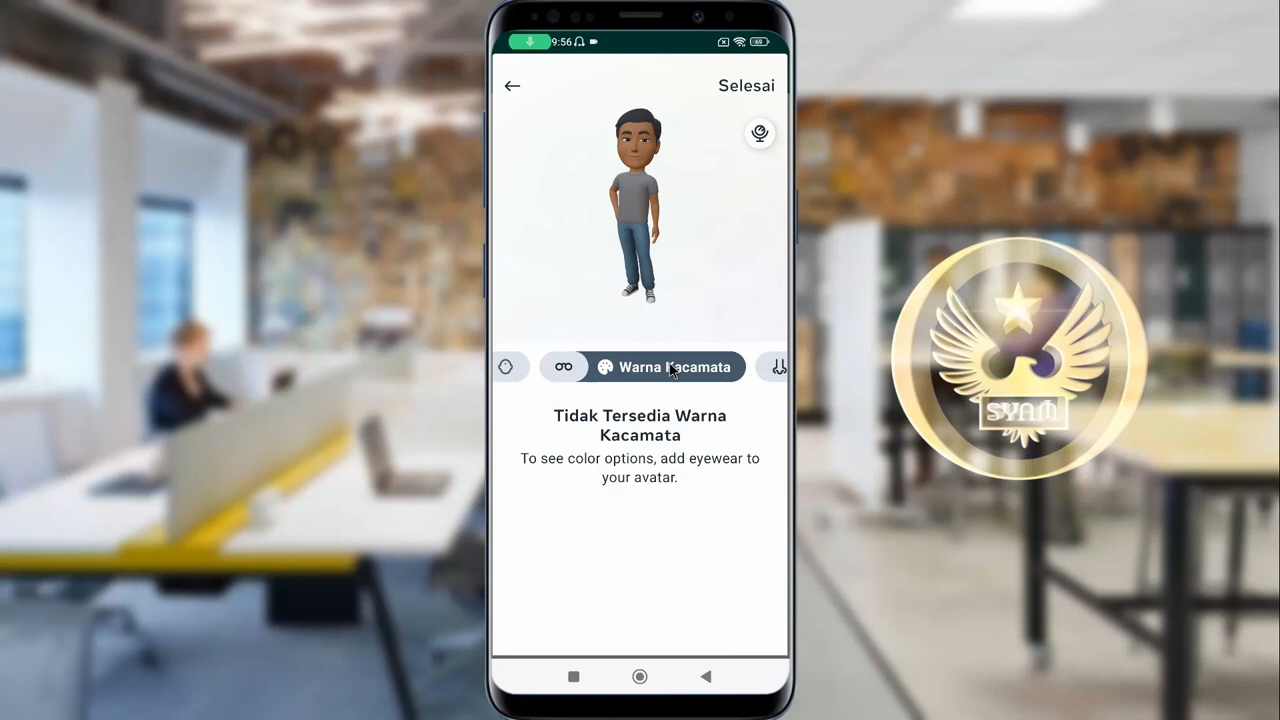 9:56
69
Selesai
Warna Kacamata
Tidak Tersedia Warna
Kacamata
To see color options, add eyewear to
your avatar.
SYAM